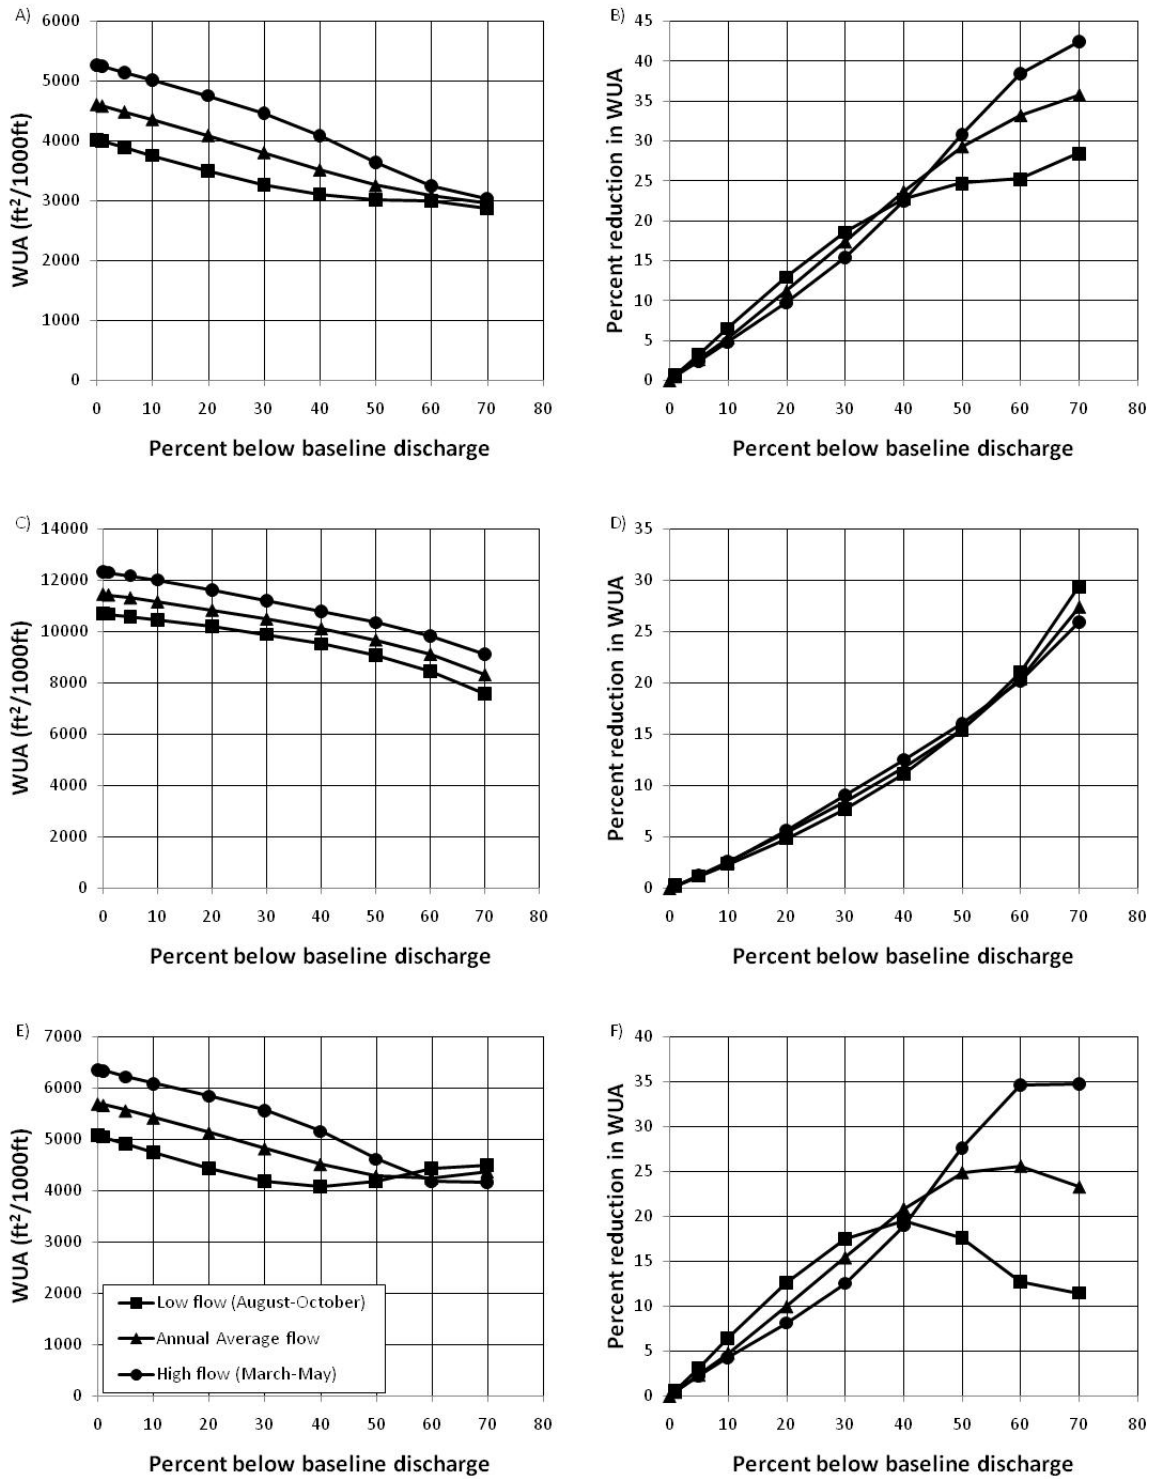 A)
6000
5000
4000
3000
2000
1000
0
WUA (ft²/1000ft)
0 10 20 30 40 50 60 70 80
Percent below baseline discharge
B)
45
40
35
30
25
20
15
10
5
0
Percent reduction in WUA
0 10 20 30 40 50 60 70 80
Percent below baseline discharge
C)
14000
12000
10000
8000
6000
4000
2000
0
WUA (ft²/1000ft)
0 10 20 30 40 50 60 70 80
Percent below baseline discharge
D)
35
30
25
20
15
10
5
0
Percent reduction in WUA
0 10 20 30 40 50 60 70 80
Percent below baseline discharge
E)
7000
6000
5000
4000
3000
2000
1000
0
WUA (ft²/1000ft)
Low flow (August-October)
Annual Average flow
High flow (March-May)
0 10 20 30 40 50 60 70 80
Percent below baseline discharge
F)
40
35
30
25
20
15
10
5
0
Percent reduction in WUA
0 10 20 30 40 50 60 70 80
Percent below baseline discharge